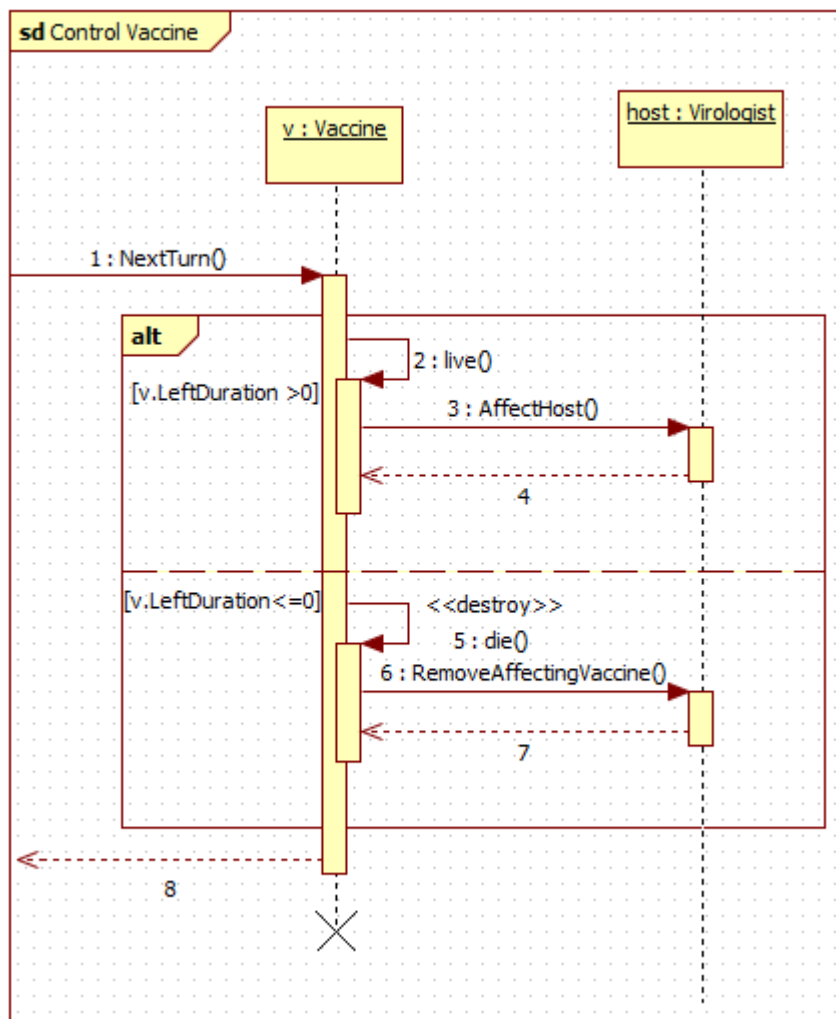 sd Control Vaccine
v : Vaccine
host : Virologist
1 : NextTurn()
alt
2 : live()
[v.LeftDuration >0]
3 : AffectHost()
4
[v.LeftDuration<=0]
<<destroy>>
5 : die()
6 : RemoveAffectingVaccine()
7
8